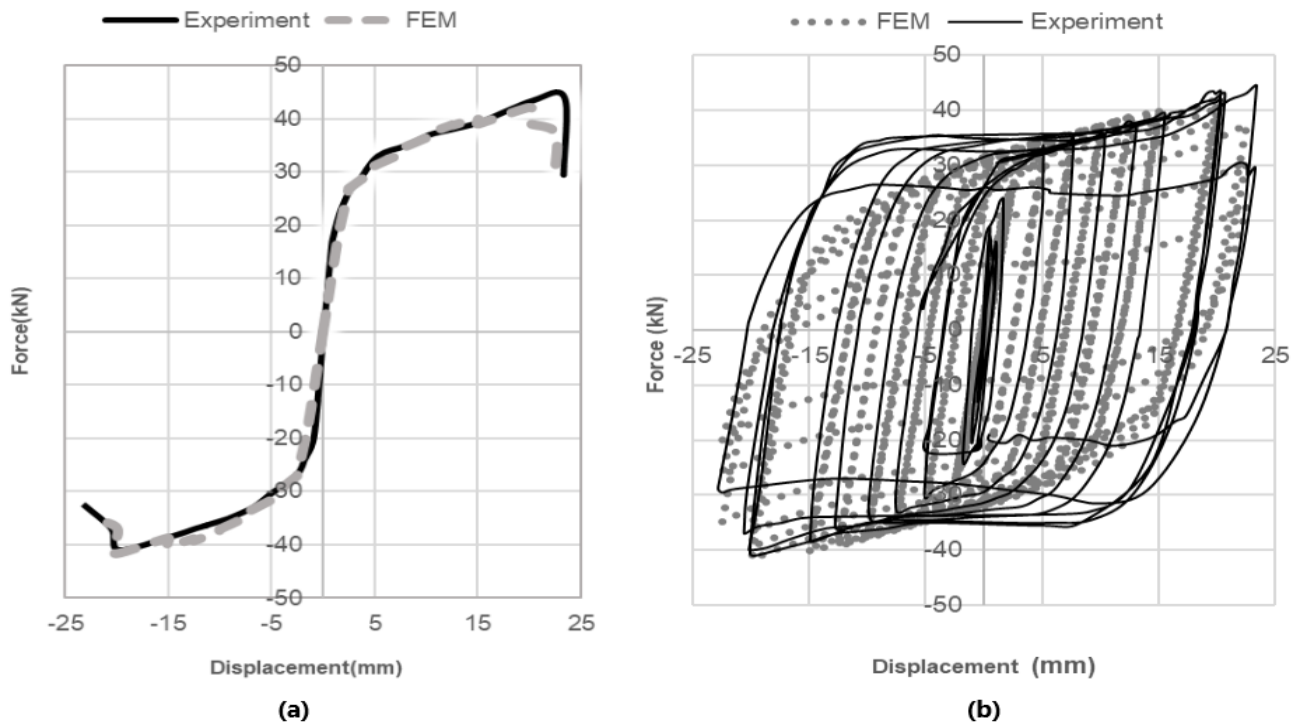 Experiment FEM
50
40
30
20
10
0
-10
-20
-30
-40
-50
-25 -15 -5 5 15 25
Force(kN)
Displacement(mm)
(a)
FEM Experiment
50
40
30
20
10
0
-25 -15 -5 5 15 25
-10
-20
-30
-40
-50
Force (kN)
Displacement (mm)
(b)